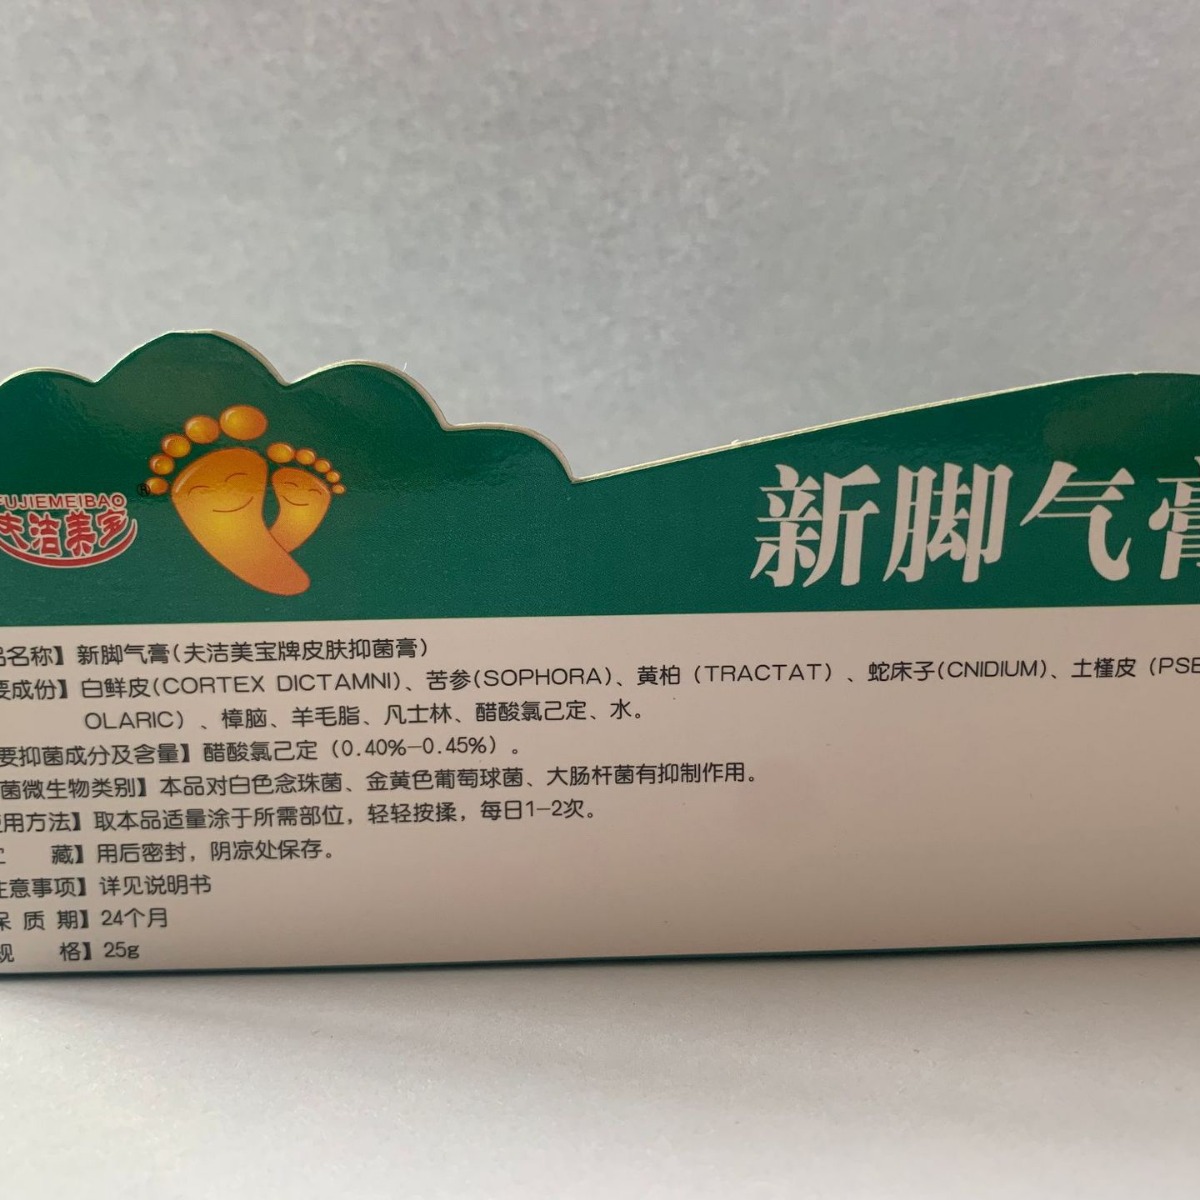 FUJIEMEIBAO
夫洁美宝
®
新脚气膏
品名称】新脚气膏(夫洁美宝牌皮肤抑菌膏)
要成份】白鲜皮(CORTEX DICTAMNI)、苦参(SOPHORA)、黄柏(TRACTAT)、蛇床子(CNIDIUM)、土槿皮(PSE
OLARIC)、樟脑、羊毛脂、凡士林、醋酸氯己定、水。
要抑菌成分及含量】醋酸氯己定(0.40%-0.45%)。
菌微生物类别】本品对白色念珠菌、金黄色葡萄球菌、大肠杆菌有抑制作用。
使用方法】取本品适量涂于所需部位，轻轻按揉，每日1-2次。
藏】用后密封，阴凉处保存。
注意事项】详见说明书
保 质 期】24个月
规 格】25g